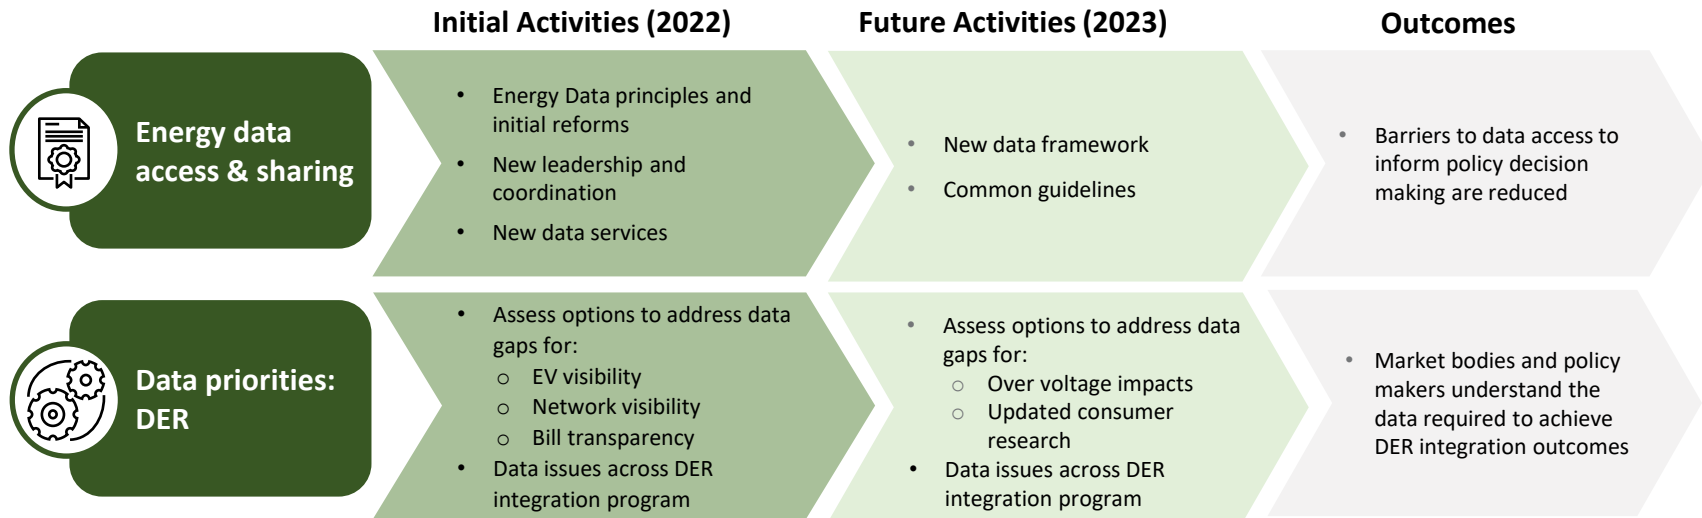 Initial Activities (2022)
Future Activities (2023)
Outcomes
Energy data
access & sharing
• Energy Data principles and
initial reforms
• New leadership and
coordination
• New data services
• New data framework
• Common guidelines
• Barriers to data access to
inform policy decision
making are reduced
Data priorities:
DER
• Assess options to address data
gaps for:
o EV visibility
o Network visibility
o Bill transparency
• Data issues across DER
integration program
• Assess options to address data
gaps for:
o Over voltage impacts
o Updated consumer
research
• Data issues across DER
integration program
• Market bodies and policy
makers understand the
data required to achieve
DER integration outcomes